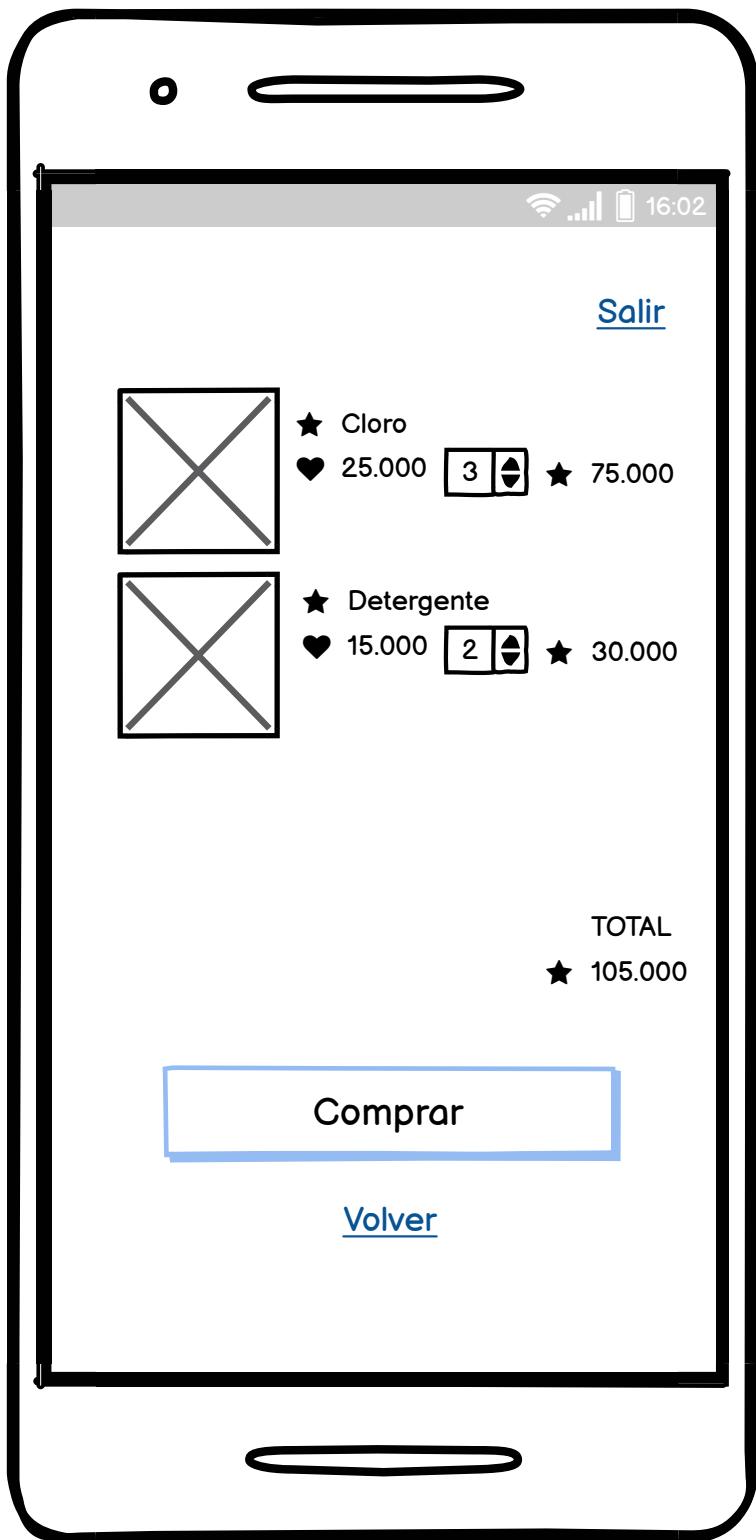 16:02
Salir
Cloro
25.000 3 75.000
Detergente
15.000 2 30.000
TOTAL
105.000
Comprar
Volver